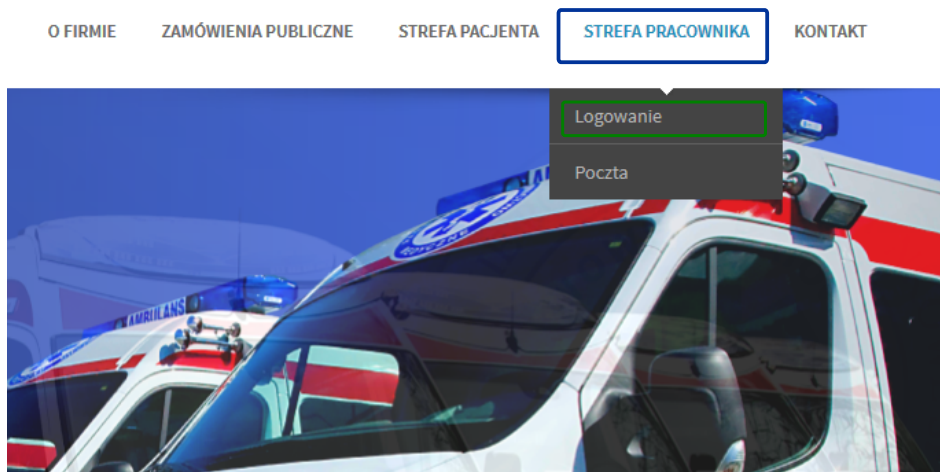 O FIRMIE ZAMÓWIENIA PUBLICZNE STREFA PACJENTA STREFA PRACOWNIKA KONTAKT
Logowanie
Poczta
AMBULANS